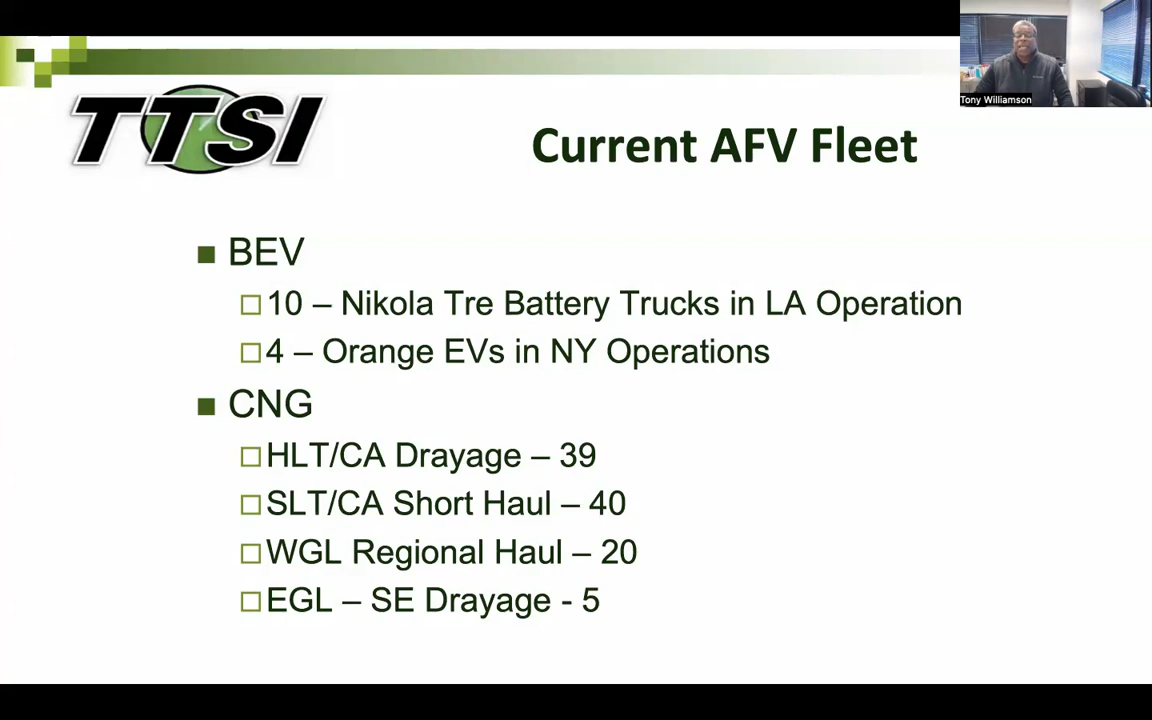 Tony Williamson
TTSI
Current AFV Fleet
BEV
10 – Nikola Tre Battery Trucks in LA Operation
4 – Orange EVs in NY Operations
CNG
HLT/CA Drayage – 39
SLT/CA Short Haul – 40
WGL Regional Haul – 20
EGL – SE Drayage - 5